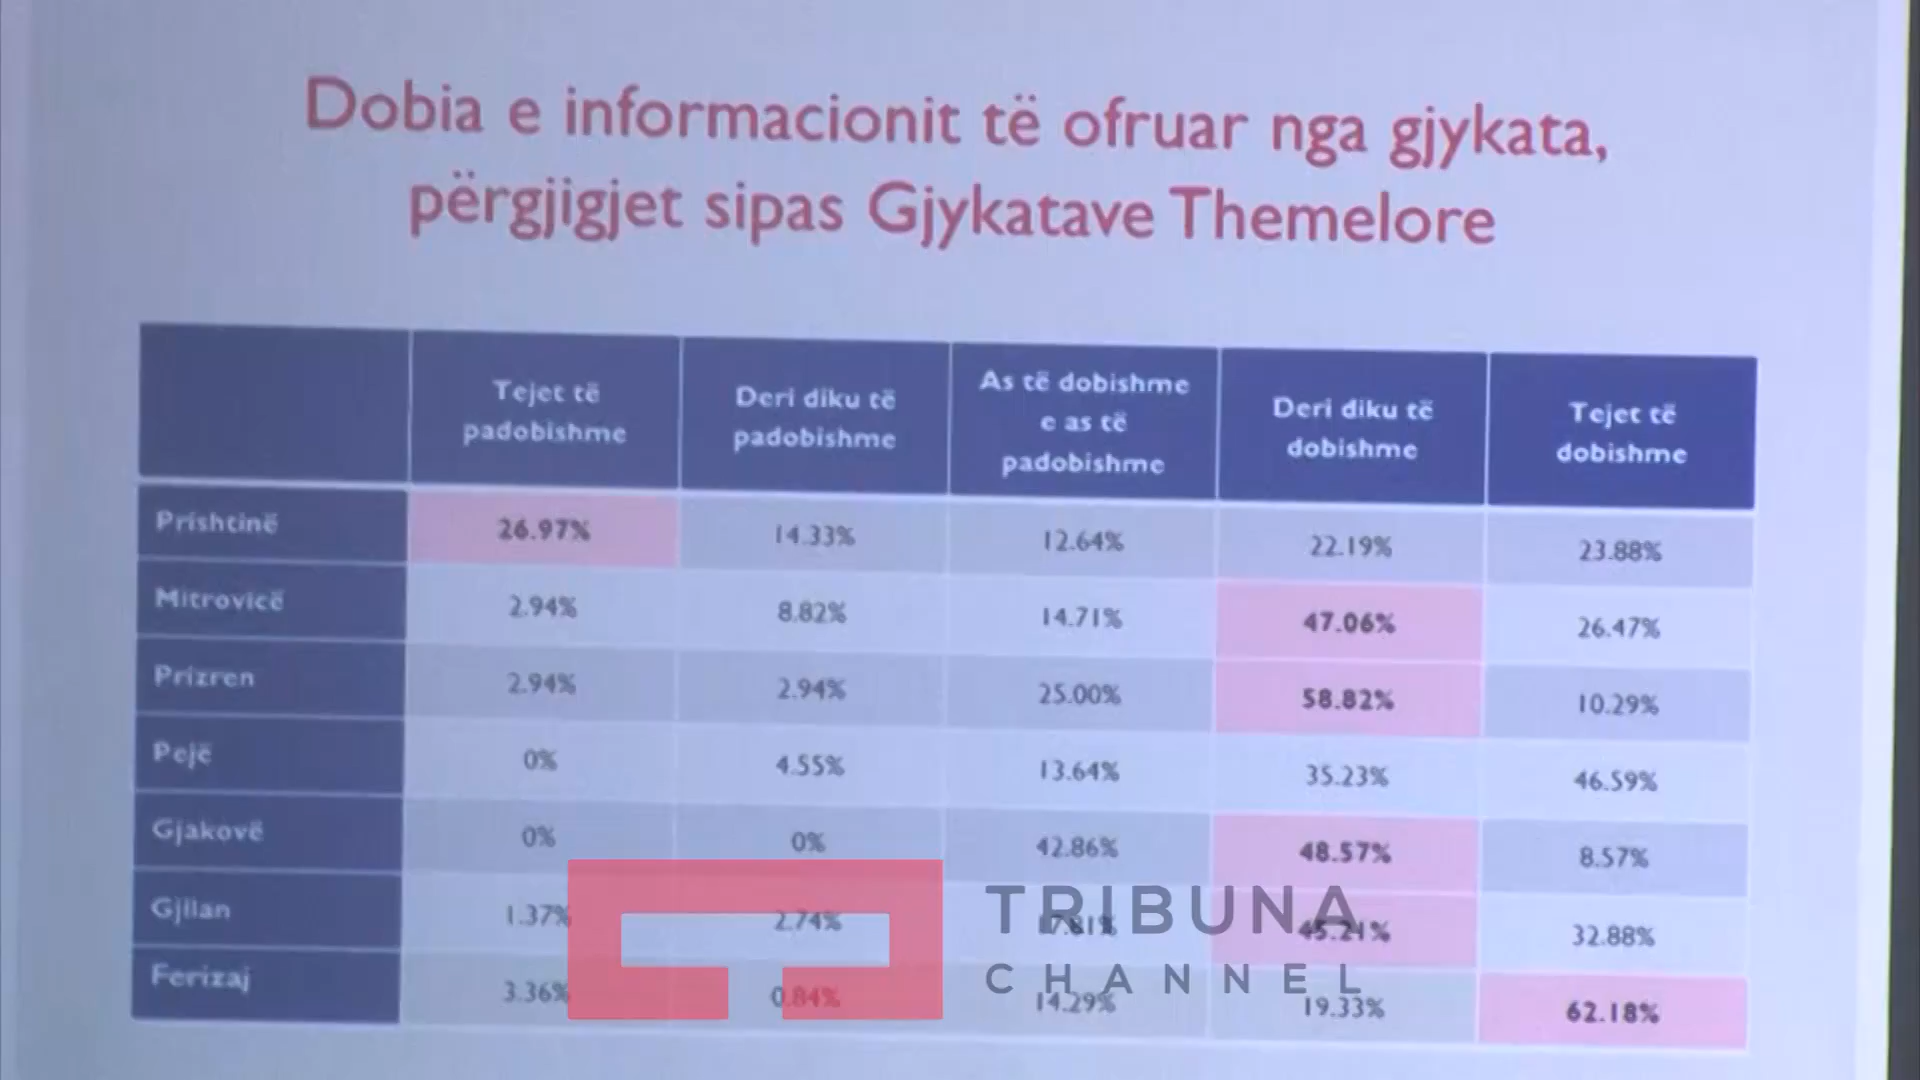 Dobia e informacionit të ofruar nga gjykata,
përgjigjet sipas Gjykatave Themelore
Tejet të padobishme Deri diku të padobishme As të dobishme e as të padobishme Deri diku të dobishme Tejet të dobishme
Prishtinë 26.97% 14.33% 12.64% 22.19% 23.88%
Mitrovicë 2.94% 8.82% 14.71% 47.06% 26.47%
Prizren 2.94% 2.94% 25.00% 58.82% 10.29%
Pejë 0% 4.55% 13.64% 35.23% 46.59%
Gjakovë 0% 0% 42.86% 48.57% 8.57%
Gjilan 1.37% 2.74% 17.81% 45.21% 32.88%
Ferizaj 3.36% 0.84% 14.29% 19.33% 62.18%
TRIBUNA
CHANNEL